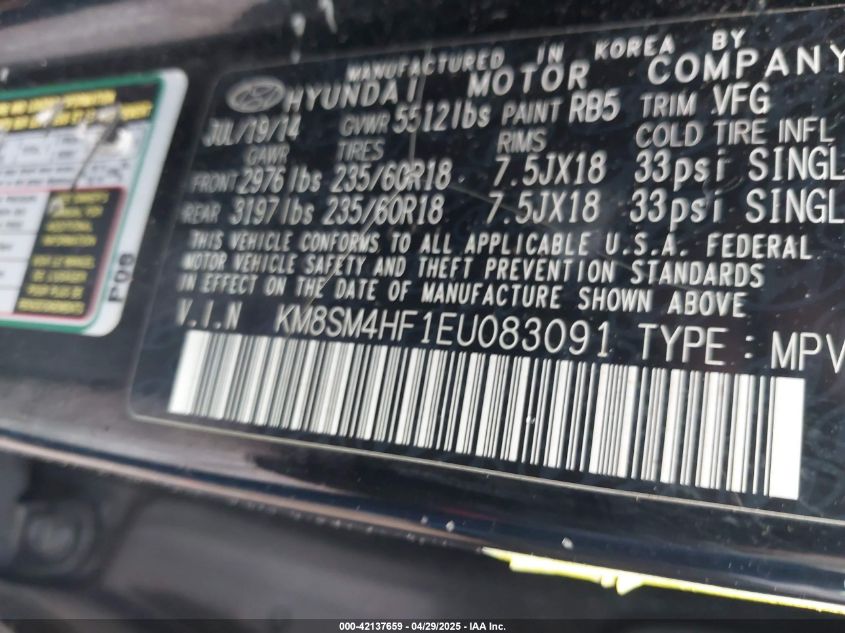 MANUFACTURED IN KOREA BY
HYUNDAI MOTOR COMPANY
JUL/19/14 GVWR 5512lbs PAINT RB5 TRIM VFG
GAWR TIRES RIMS COLD TIRE INFL
FRONT 2976lbs 235/60R18 7.5JX18 33psi SINGL
REAR 3197lbs 235/60R18 7.5JX18 33psi SINGL
THIS VEHICLE CONFORMS TO ALL APPLICABLE U.S.A. FEDERAL
MOTOR VEHICLE SAFETY AND THEFT PREVENTION STANDARDS
IN EFFECT ON THE DATE OF MANUFACTURE SHOWN ABOVE
V.I.N KM8SM4HF1EU083091 TYPE : MPV
P09
000-42137659 04/29/2025 - IAA Inc.